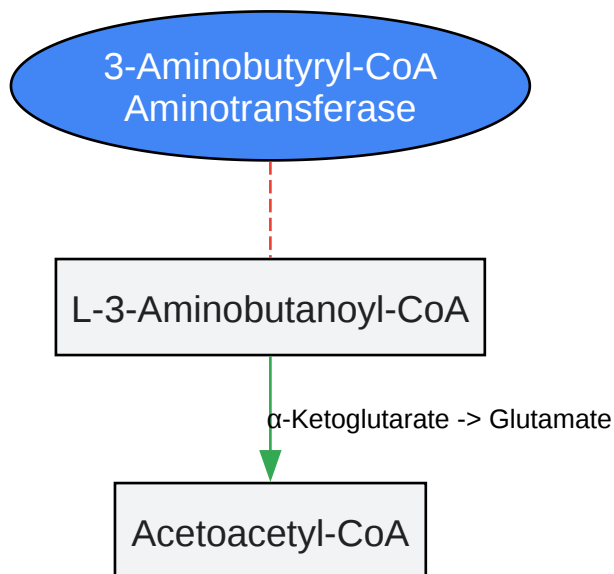 3-Aminobutyryl-CoA
Aminotransferase
L-3-Aminobutanoyl-CoA
α-Ketoglutarate -> Glutamate
Acetoacetyl-CoA